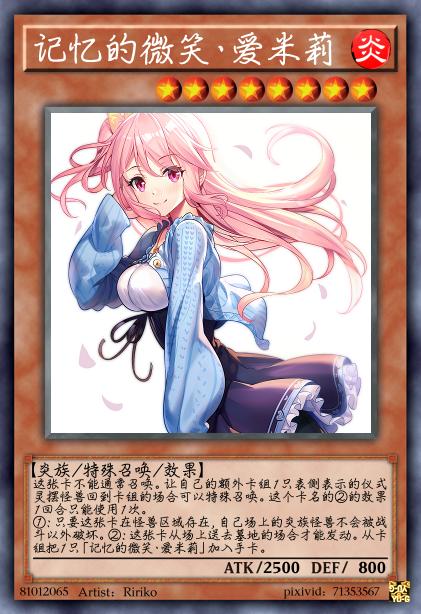 记忆的微笑·爱米莉
炎
【炎族/特殊召唤/效果】
这张卡不能通常召唤。让自己的额外卡组1只表侧表示的仪式
灵摆怪兽回到卡组的场合可以特殊召唤。这个卡名的②的效果
1回合只能使用1次。
①：只要这张卡在怪兽区域存在，自己场上的炎族怪兽不会被战
斗以外破坏。②：这张卡从场上送去墓地的场合才能发动。从卡
组把1只「记忆的微笑·爱米莉」加入手卡。
ATK/2500 DEF/ 800
81012065 Artist: Ririko pixivid: 71353567